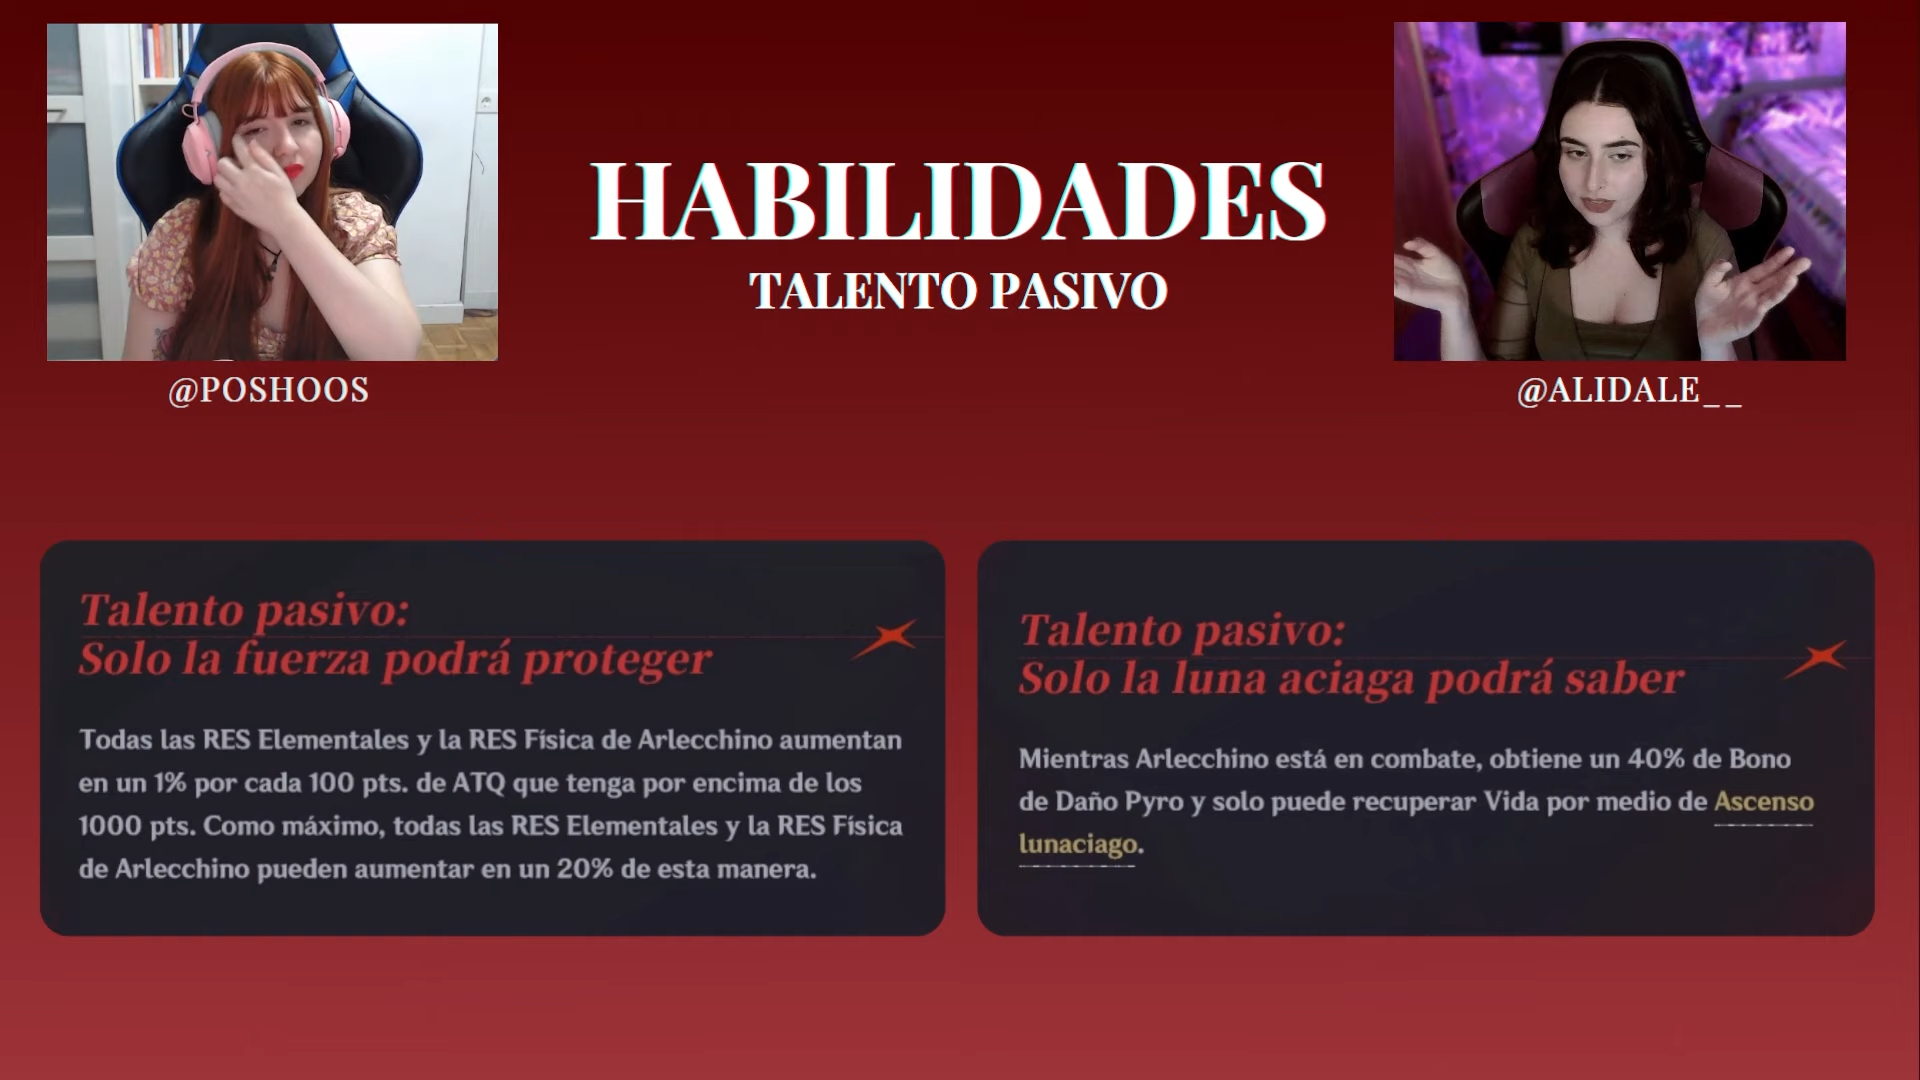 HABILIDADES
TALENTO PASIVO
@POSHOOS
@ALIDALE__
Talento pasivo:
Solo la fuerza podrá proteger
Todas las RES Elementales y la RES Física de Arlecchino aumentan
en un 1% por cada 100 pts. de ATQ que tenga por encima de los
1000 pts. Como máximo, todas las RES Elementales y la RES Física
de Arlecchino pueden aumentar en un 20% de esta manera.
Talento pasivo:
Solo la luna aciaga podrá saber
Mientras Arlecchino está en combate, obtiene un 40% de Bono
de Daño Pyro y solo puede recuperar Vida por medio de Ascenso
lunaciago.